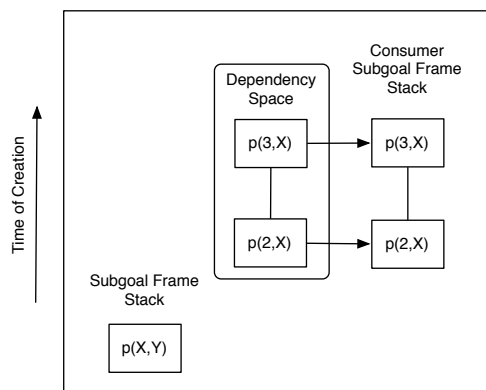 Consumer
Subgoal Frame
Stack
Dependency
Space
p(3,X)
p(3,X)
p(2,X)
p(2,X)
Time of Creation
Subgoal Frame
Stack
p(X,Y)